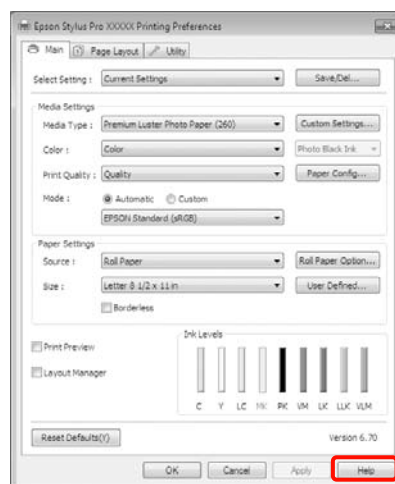 Epson Stylus Pro XXXXX Printing Preferences
Main Page Layout Utility
Select Setting : Current Settings Save/Del...
Media Settings
Media Type : Premium Luster Photo Paper (260) Custom Settings...
Color : Color Photo Black Ink
Print Quality : Quality Paper Config...
Mode : Automatic Custom
EPSON Standard (sRGB)
Paper Settings
Source : Roll Paper Roll Paper Option...
Size : Letter 8 1/2 x 11 in User Defined...
Borderless
Print Preview
Layout Manager
Ink Levels
C Y LC MK PK VM LK LLK VLM
Reset Defaults(Y) Version 6.70
OK Cancel Apply Help